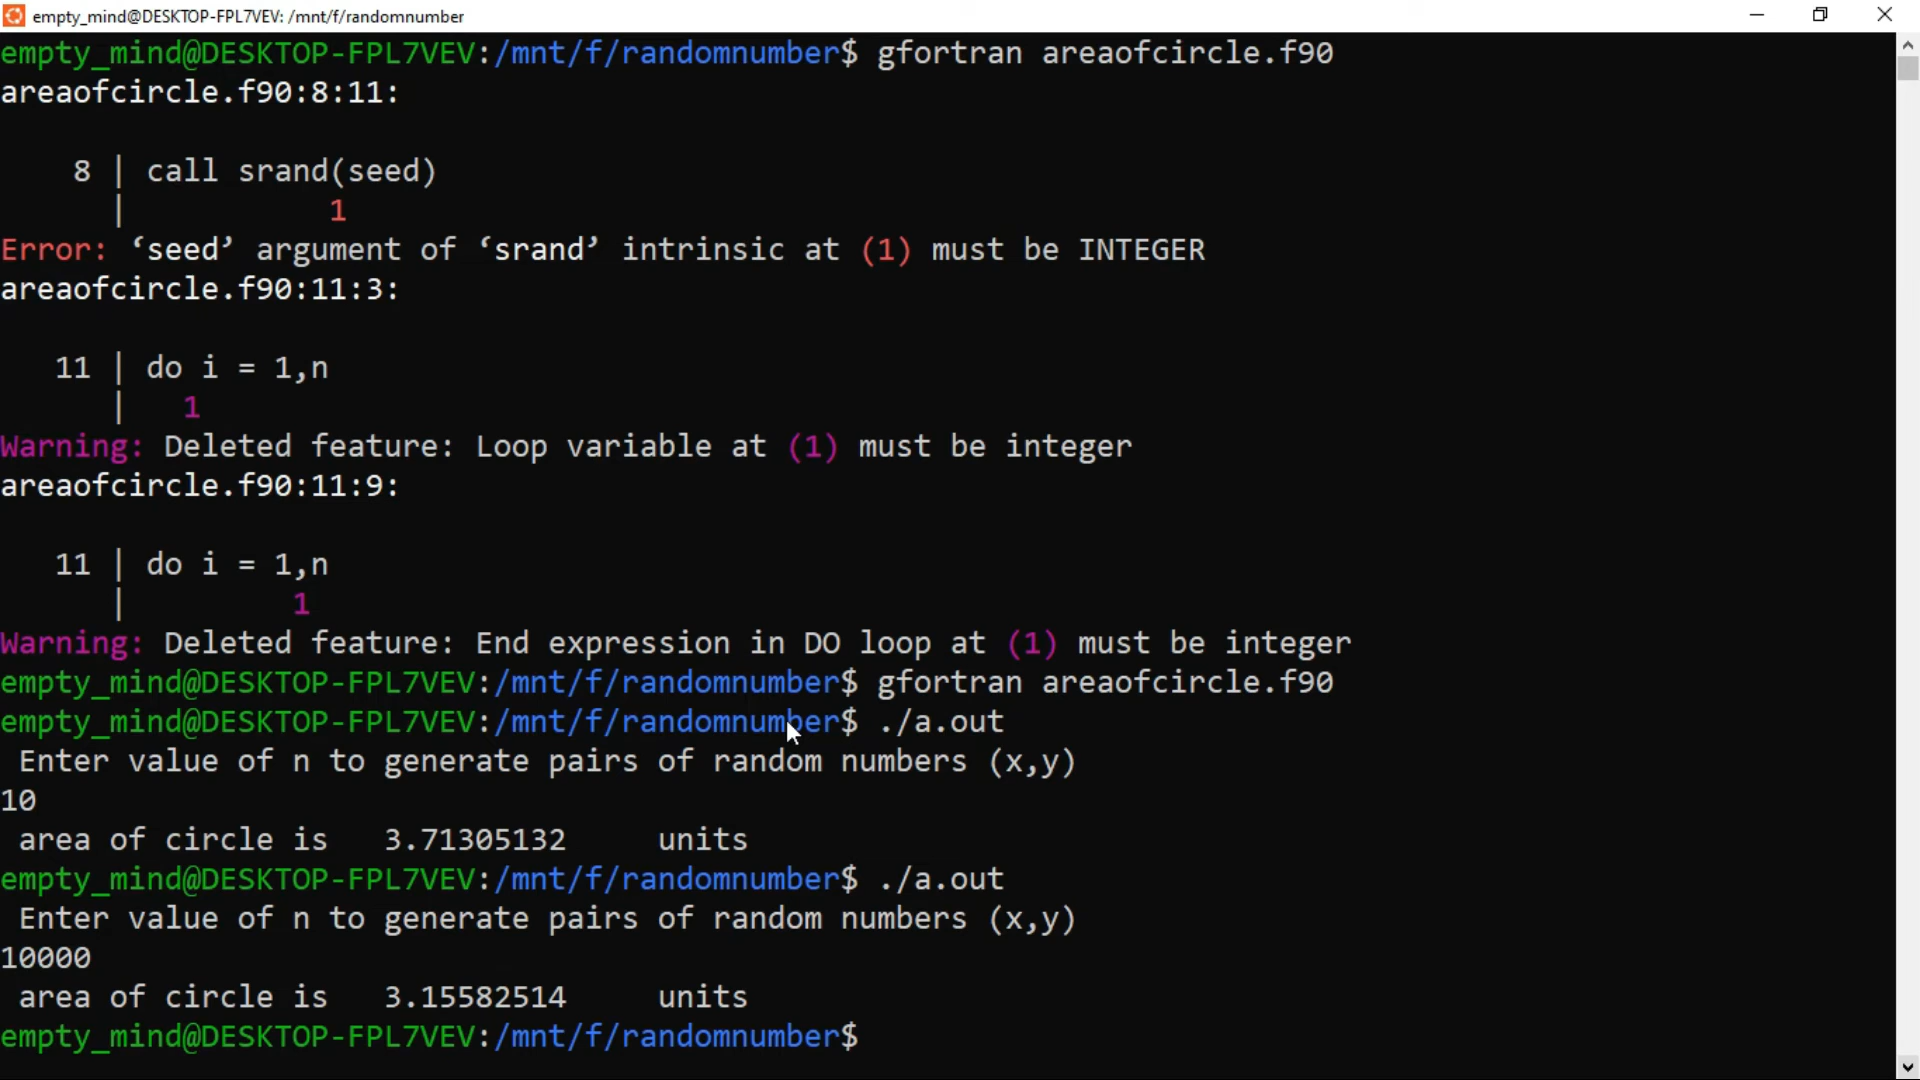 empty_mind@DESKTOP-FPL7VEV: /mnt/f/randomnumber
empty_mind@DESKTOP-FPL7VEV:/mnt/f/randomnumber$ gfortran areaofcircle.f90
areaofcircle.f90:8:11:
8 | call srand(seed)
| 1
Error: ‘seed’ argument of ‘srand’ intrinsic at (1) must be INTEGER
areaofcircle.f90:11:3:
11 | do i = 1,n
| 1
Warning: Deleted feature: Loop variable at (1) must be integer
areaofcircle.f90:11:9:
11 | do i = 1,n
| 1
Warning: Deleted feature: End expression in DO loop at (1) must be integer
empty_mind@DESKTOP-FPL7VEV:/mnt/f/randomnumber$ gfortran areaofcircle.f90
empty_mind@DESKTOP-FPL7VEV:/mnt/f/randomnumber$ ./a.out
Enter value of n to generate pairs of random numbers (x,y)
10
area of circle is 3.71305132 units
empty_mind@DESKTOP-FPL7VEV:/mnt/f/randomnumber$ ./a.out
Enter value of n to generate pairs of random numbers (x,y)
10000
area of circle is 3.15582514 units
empty_mind@DESKTOP-FPL7VEV:/mnt/f/randomnumber$